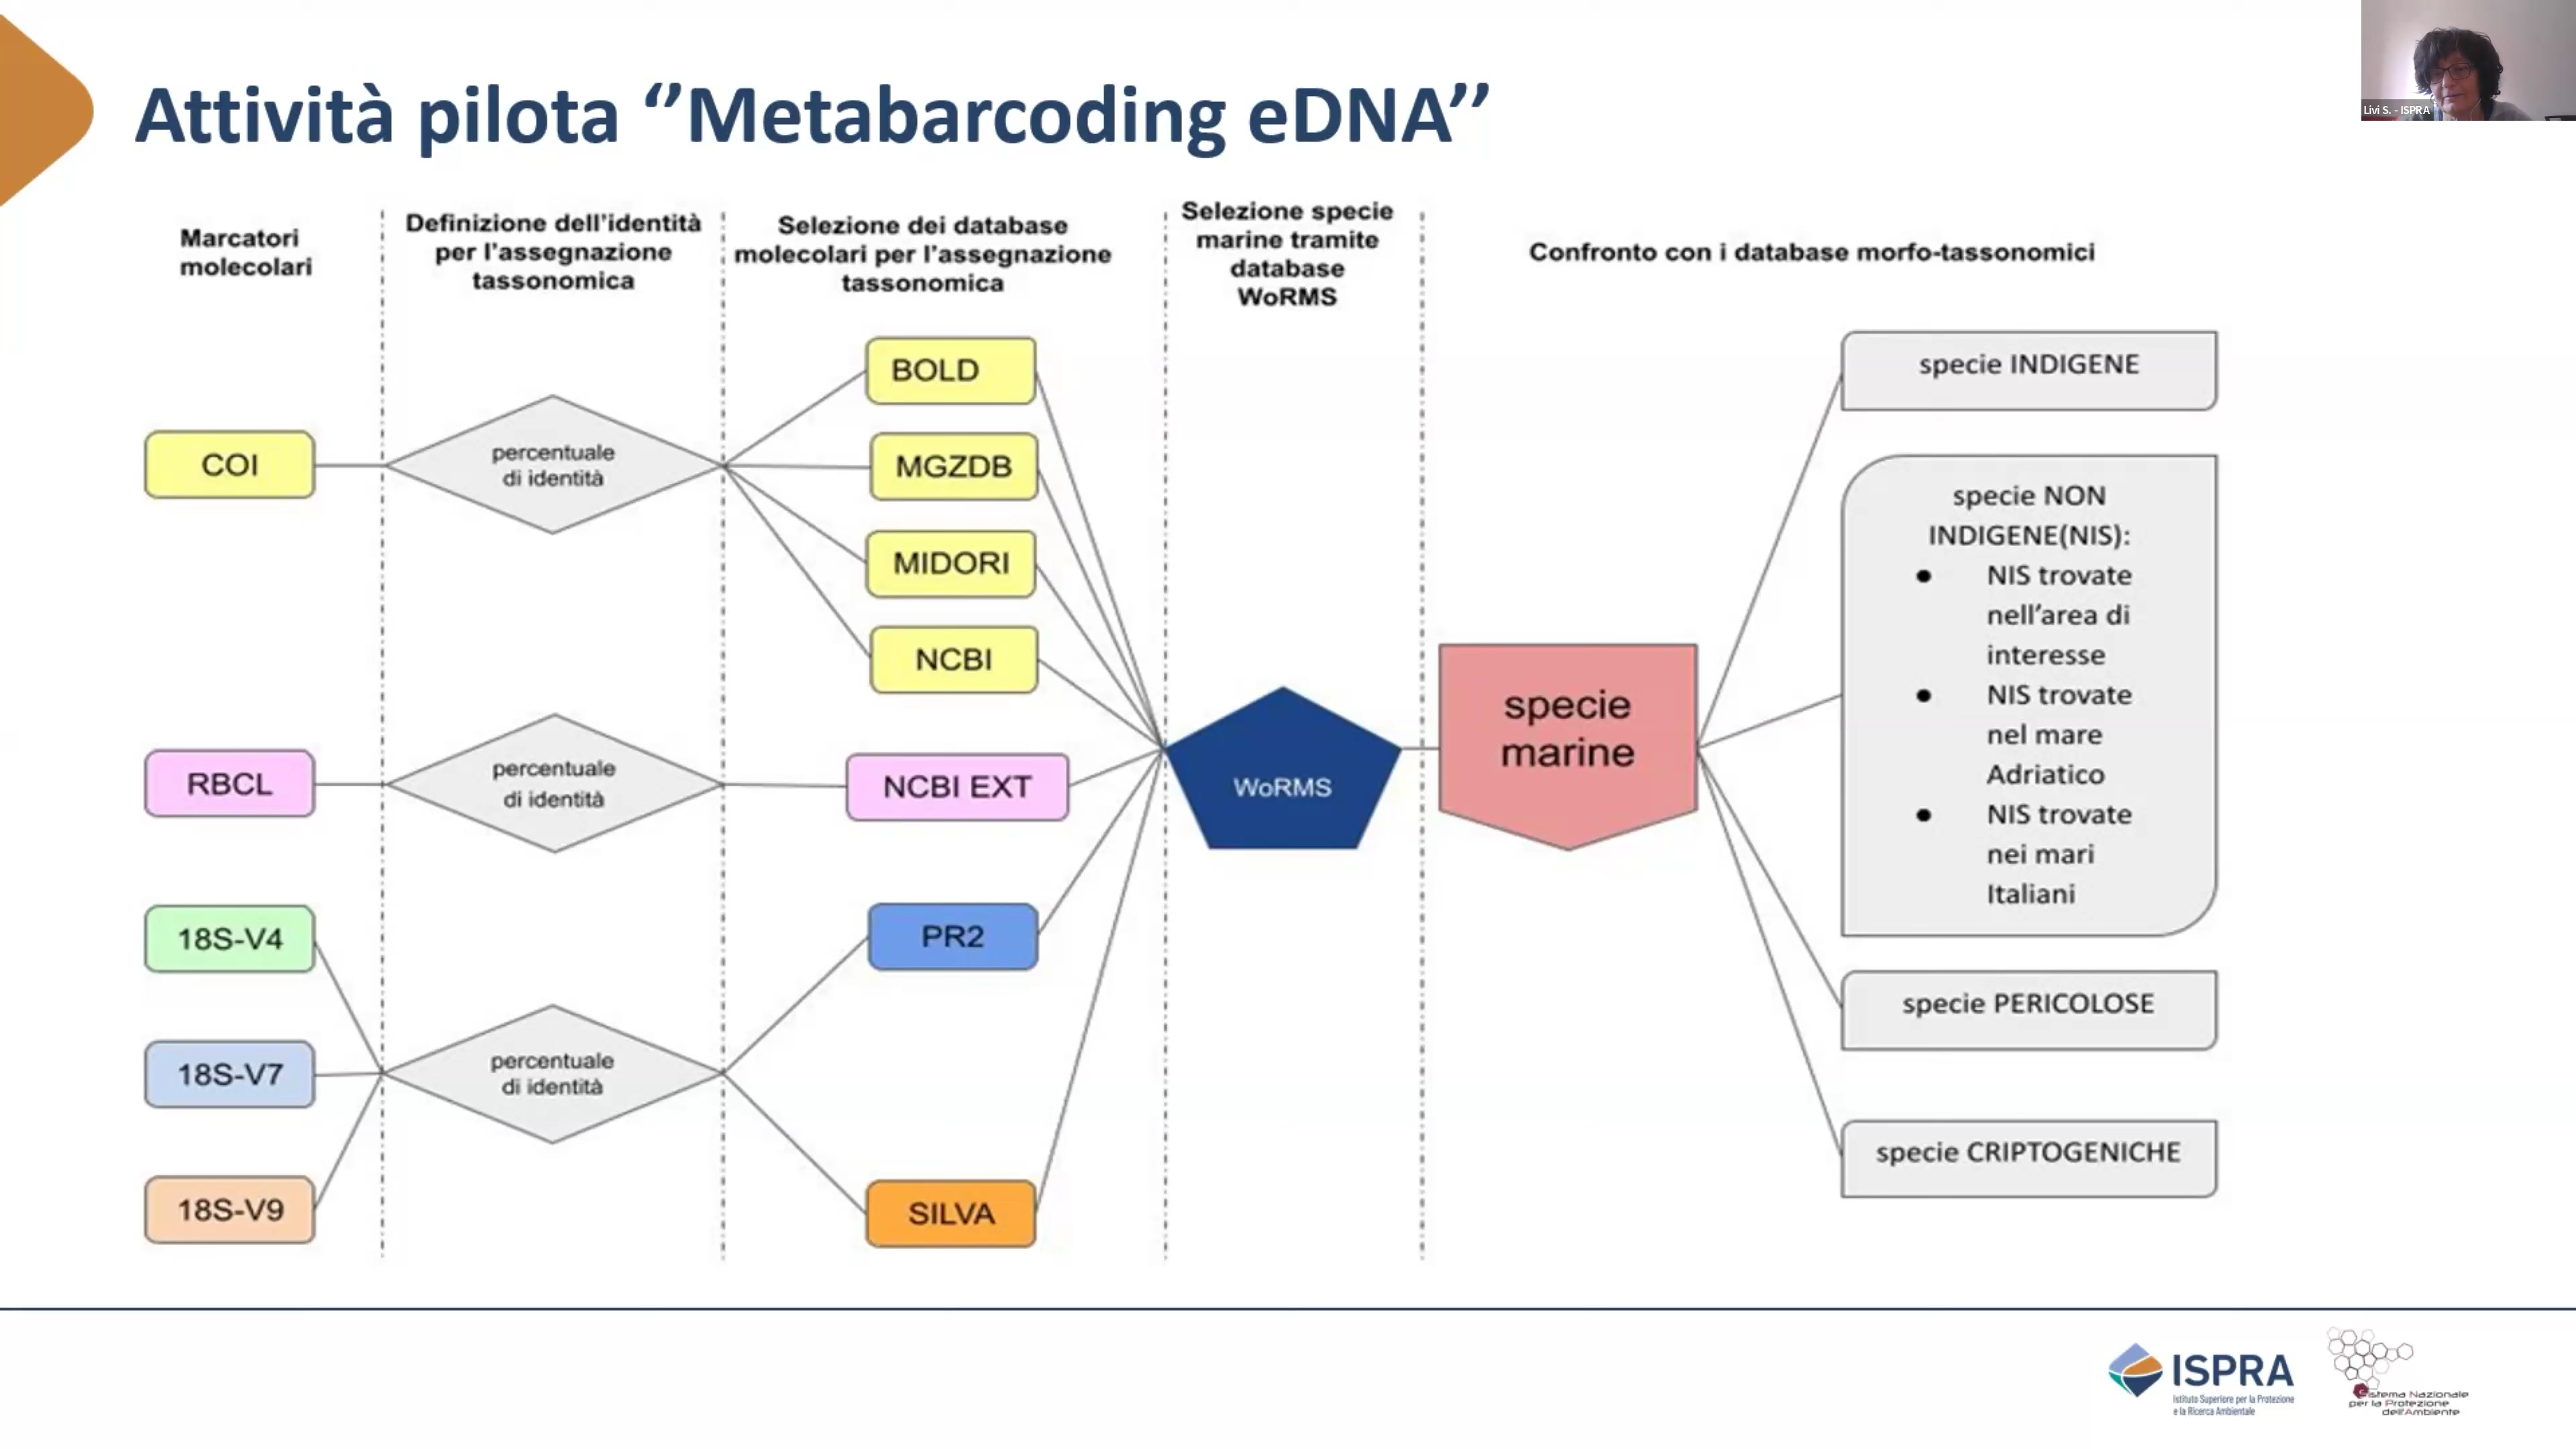 Livi S. - ISPRA
Attività pilota ‘’Metabarcoding eDNA’’
Marcatori
molecolari
Definizione dell'identità
per l'assegnazione
tassonomica
Selezione dei database
molecolari per l'assegnazione
tassonomica
Selezione specie
marine tramite
database
WoRMS
Confronto con i database morfo-tassonomici
COI
RBCL
18S-V4
18S-V7
18S-V9
percentuale
di identità
percentuale
di identità
percentuale
di identità
BOLD
MGZDB
MIDORI
NCBI
NCBI EXT
PR2
SILVA
WoRMS
specie
marine
specie INDIGENE
specie NON
INDIGENE(NIS):
● NIS trovate
nell’area di
interesse
● NIS trovate
nel mare
Adriatico
● NIS trovate
nei mari
Italiani
specie PERICOLOSE
specie CRIPTOGENICHE
ISPRA
Istituto Superiore per la Protezione
e la Ricerca Ambientale
Sistema Nazionale
per la Protezione
dell'Ambiente